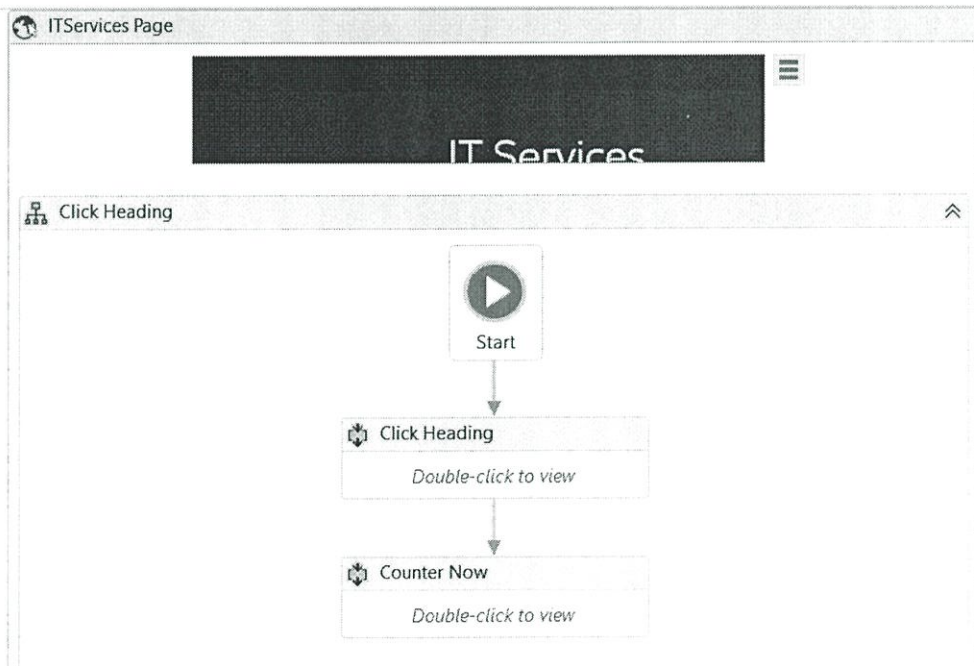 ITServices Page
IT Services
Click Heading
Start
Click Heading
Double-click to view
Counter Now
Double-click to view